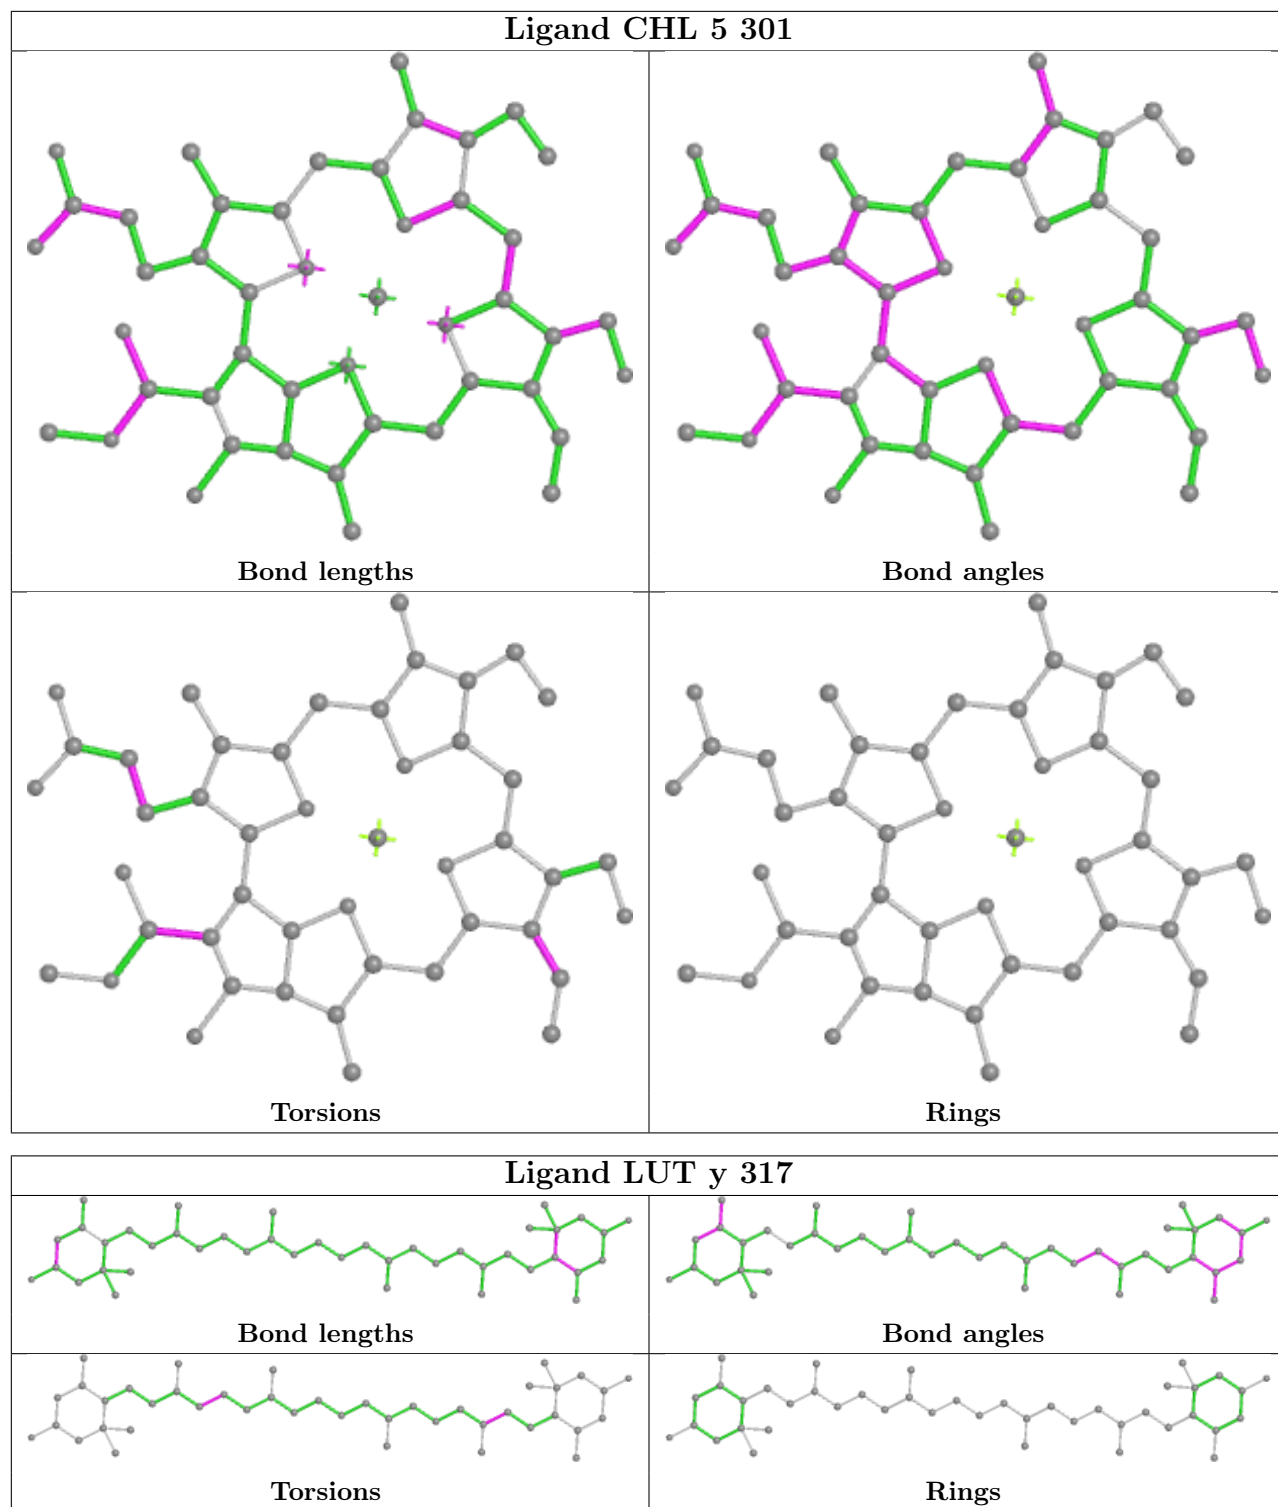 Ligand CHL 5 301
Bond lengths
Bond angles
Torsions
Rings
Ligand LUT y 317
Bond lengths
Bond angles
Torsions
Rings